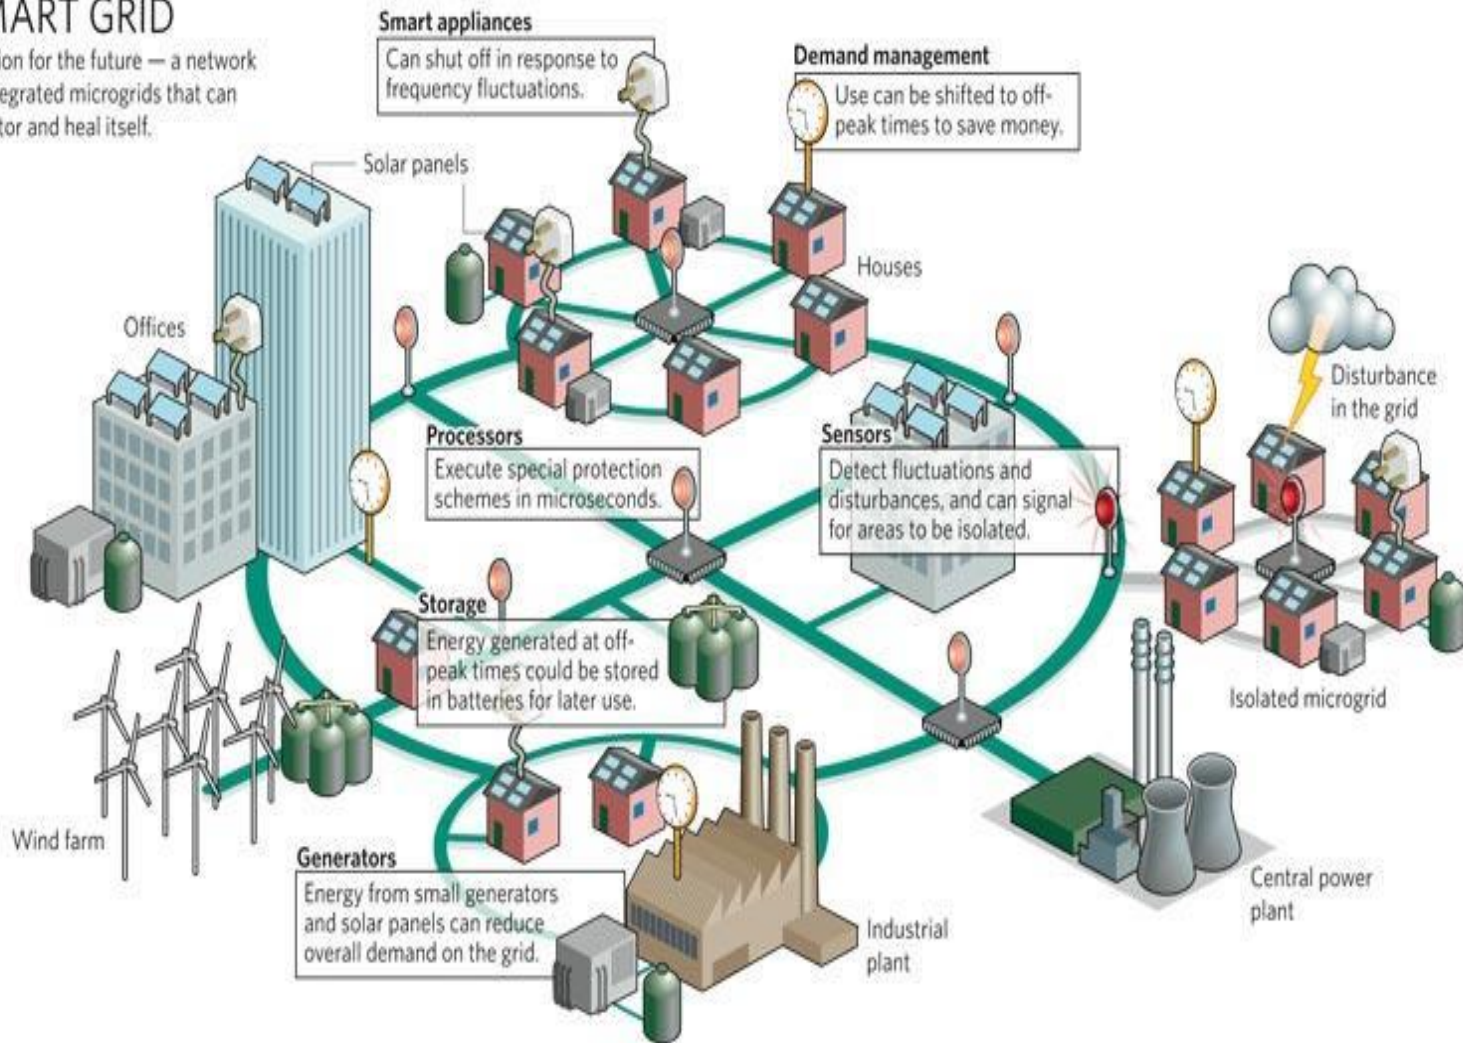 MART GRID
ion for the future — a network
egrated microgrids that can
tor and heal itself.
Smart appliances
Can shut off in response to
frequency fluctuations.
Demand management
Use can be shifted to off-
peak times to save money.
Solar panels
Houses
Offices
Disturbance
in the grid
Processors
Execute special protection
schemes in microseconds.
Sensors
Detect fluctuations and
disturbances, and can signal
for areas to be isolated.
Storage
Energy generated at off-
peak times could be stored
in batteries for later use.
Isolated microgrid
Wind farm
Generators
Energy from small generators
and solar panels can reduce
overall demand on the grid.
Industrial
plant
Central power
plant